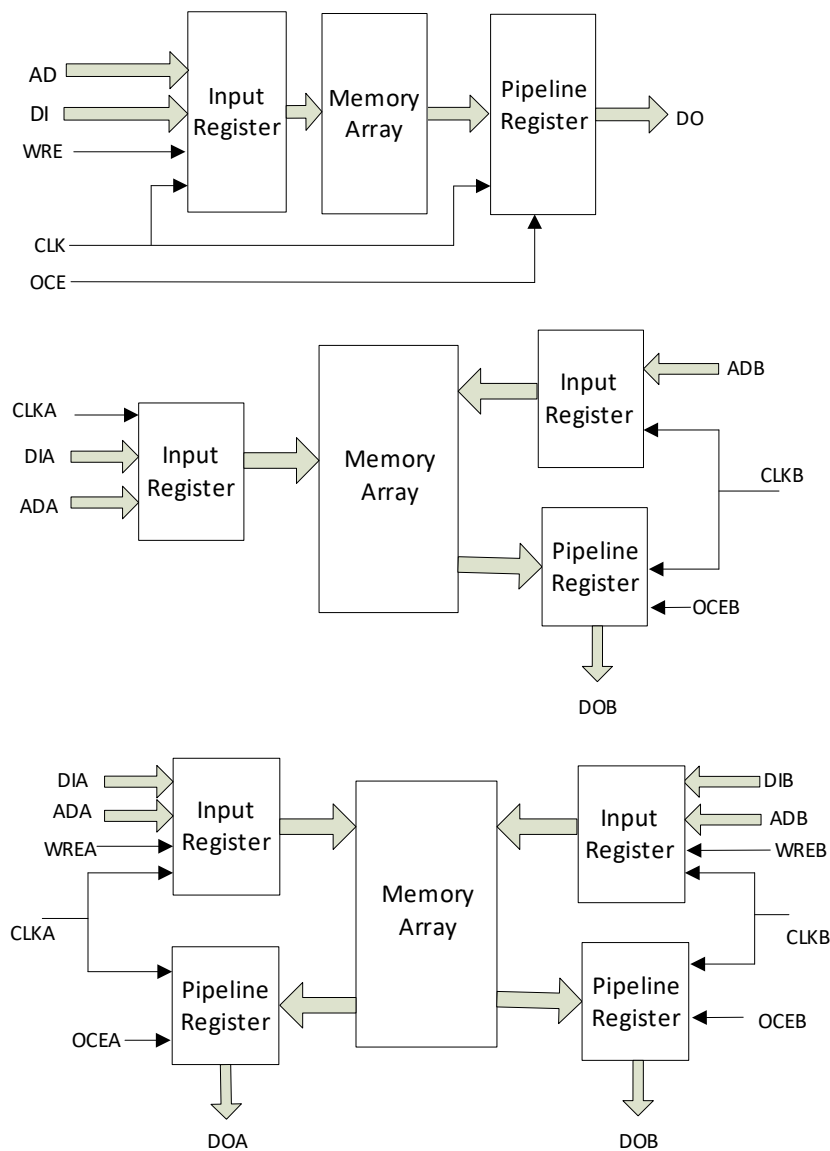 AD
DI
WRE
CLK
OCE
Input
Register
Memory
Array
Pipeline
Register
DO
CLKA
DIA
ADA
Input
Register
Memory
Array
Input
Register
ADB
CLKB
Pipeline
Register
OCEB
DOB
DIA
ADA
WREA
CLKA
Input
Register
Pipeline
Register
OCEA
DOA
Memory
Array
Input
Register
DIB
ADB
WREB
CLKB
Pipeline
Register
OCEB
DOB